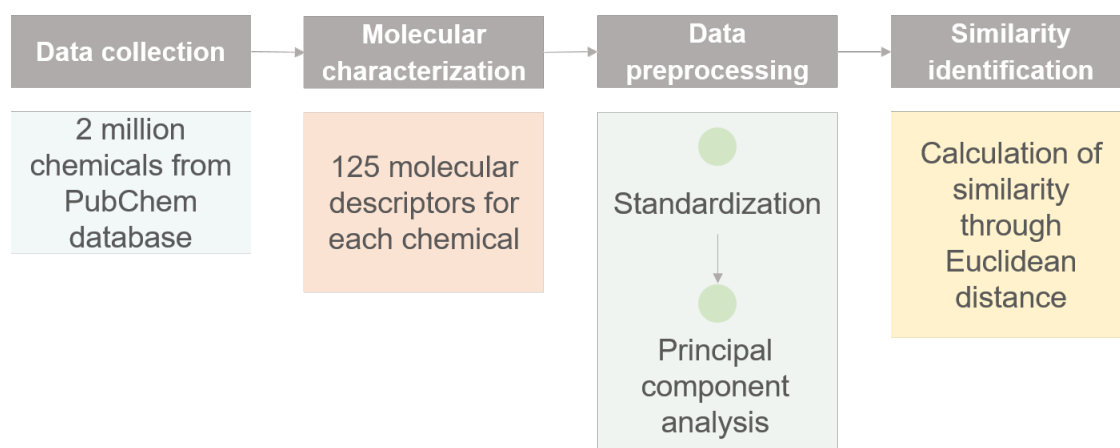 Data collection
Molecular
characterization
Data
preprocessing
Similarity
identification
2 million
chemicals from
PubChem
database
125 molecular
descriptors for
each chemical
Standardization
Principal
component
analysis
Calculation of
similarity
through
Euclidean
distance